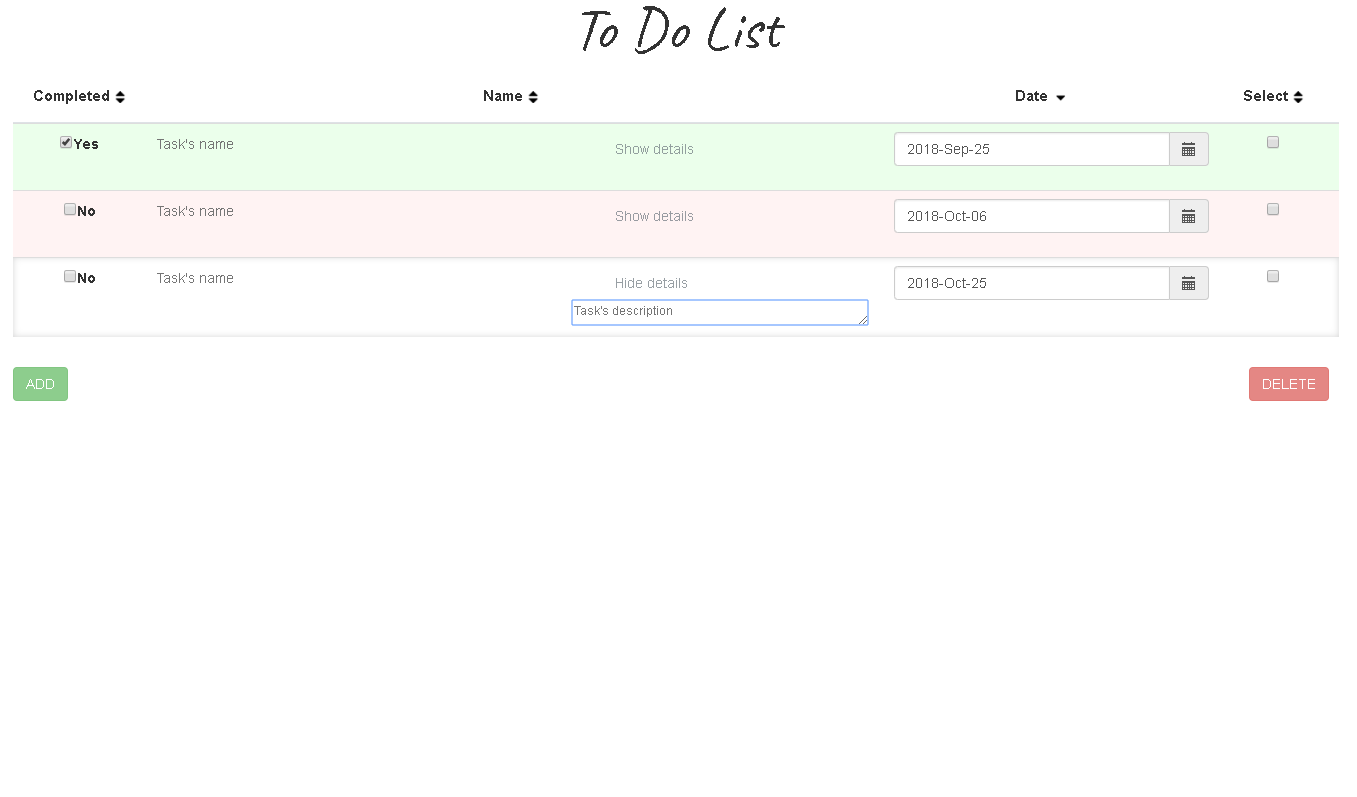 To Do List
Completed Name Date Select
Yes Task's name Show details 2018-Sep-25
No Task's name Show details 2018-Oct-06
No Task's name Hide details 2018-Oct-25
Task's description
ADD DELETE